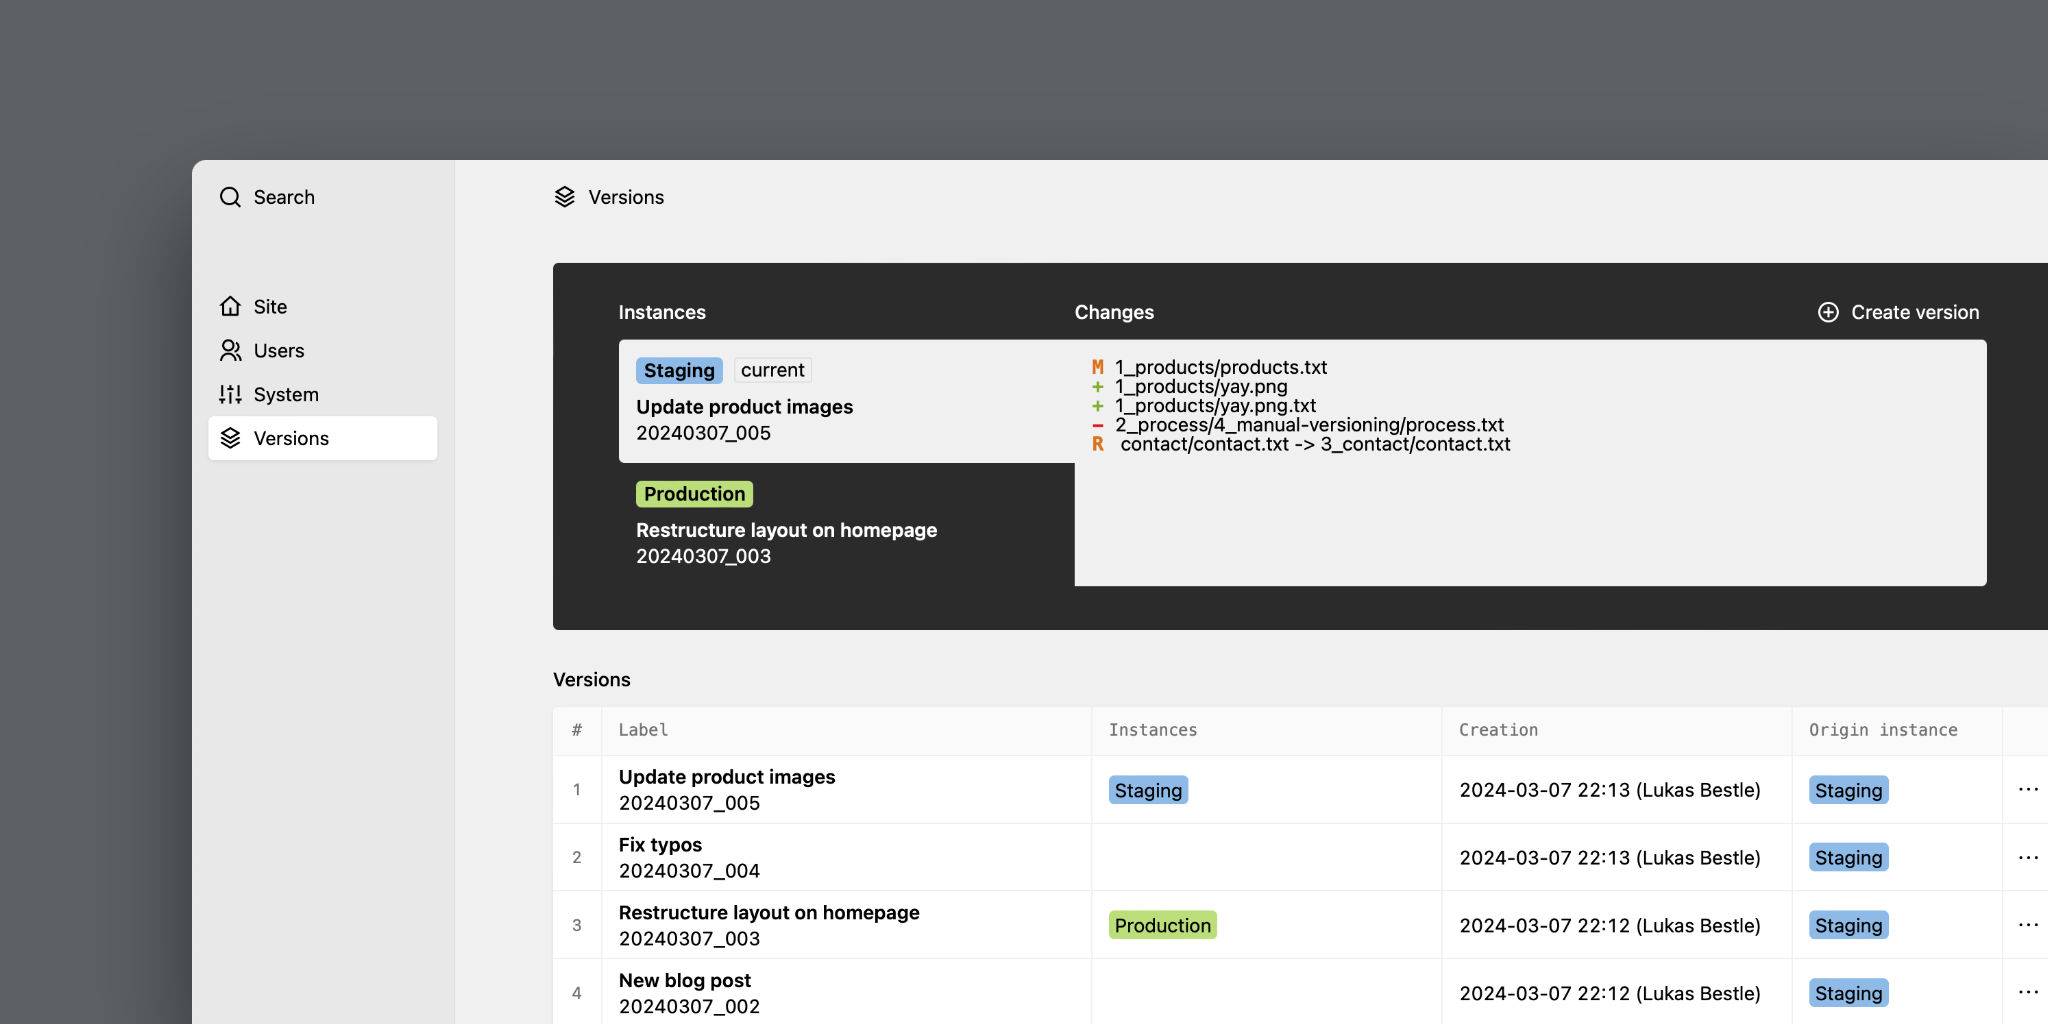 Search
Versions
Site
Users
System
Versions
Instances
Changes
Create version
Staging current
Update product images
20240307_005
Production
Restructure layout on homepage
20240307_003
M 1_products/products.txt
+ 1_products/yay.png
+ 1_products/yay.png.txt
− 2_process/4_manual-versioning/process.txt
R contact/contact.txt -> 3_contact/contact.txt
Versions
# Label Instances Creation Origin instance
1 Update product images
20240307_005
Staging 2024-03-07 22:13 (Lukas Bestle) Staging ···
2 Fix typos
20240307_004
2024-03-07 22:13 (Lukas Bestle) Staging ···
3 Restructure layout on homepage
20240307_003
Production 2024-03-07 22:12 (Lukas Bestle) Staging ···
4 New blog post
20240307_002
2024-03-07 22:12 (Lukas Bestle) Staging ···